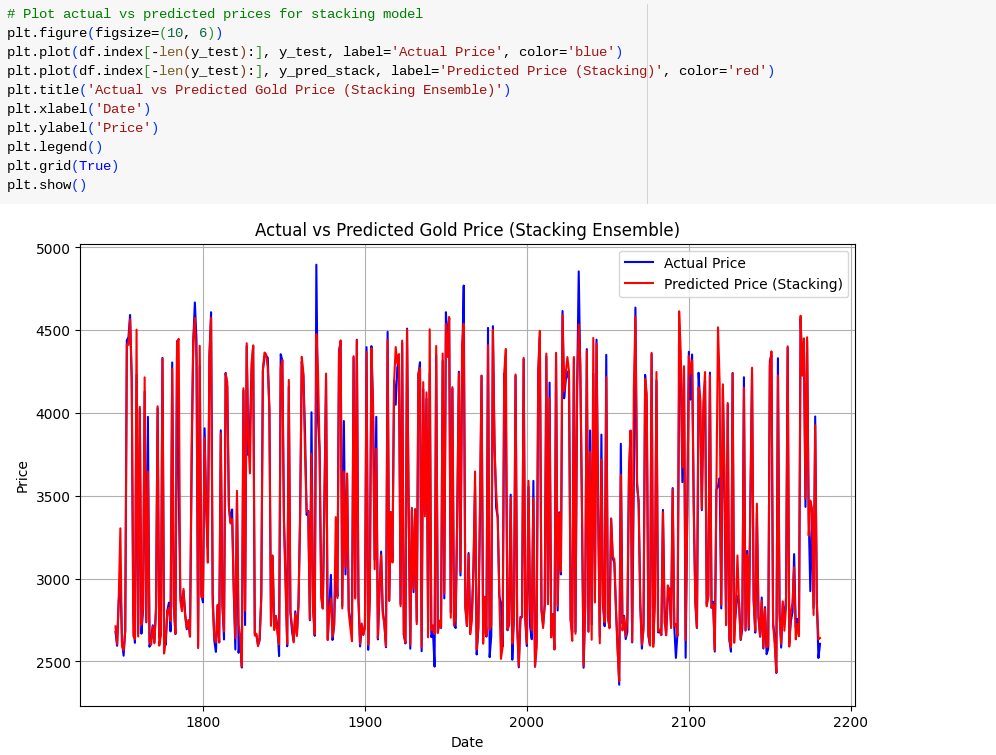 # Plot actual vs predicted prices for stacking model
plt.figure(figsize=(10, 6))
plt.plot(df.index[-len(y_test):], y_test, label='Actual Price', color='blue')
plt.plot(df.index[-len(y_test):], y_pred_stack, label='Predicted Price (Stacking)', color='red')
plt.title('Actual vs Predicted Gold Price (Stacking Ensemble)')
plt.xlabel('Date')
plt.ylabel('Price')
plt.legend()
plt.grid(True)
plt.show()
Actual vs Predicted Gold Price (Stacking Ensemble)
Actual Price
Predicted Price (Stacking)
5000
4500
4000
3500
3000
2500
Price
1800 1900 2000 2100 2200
Date